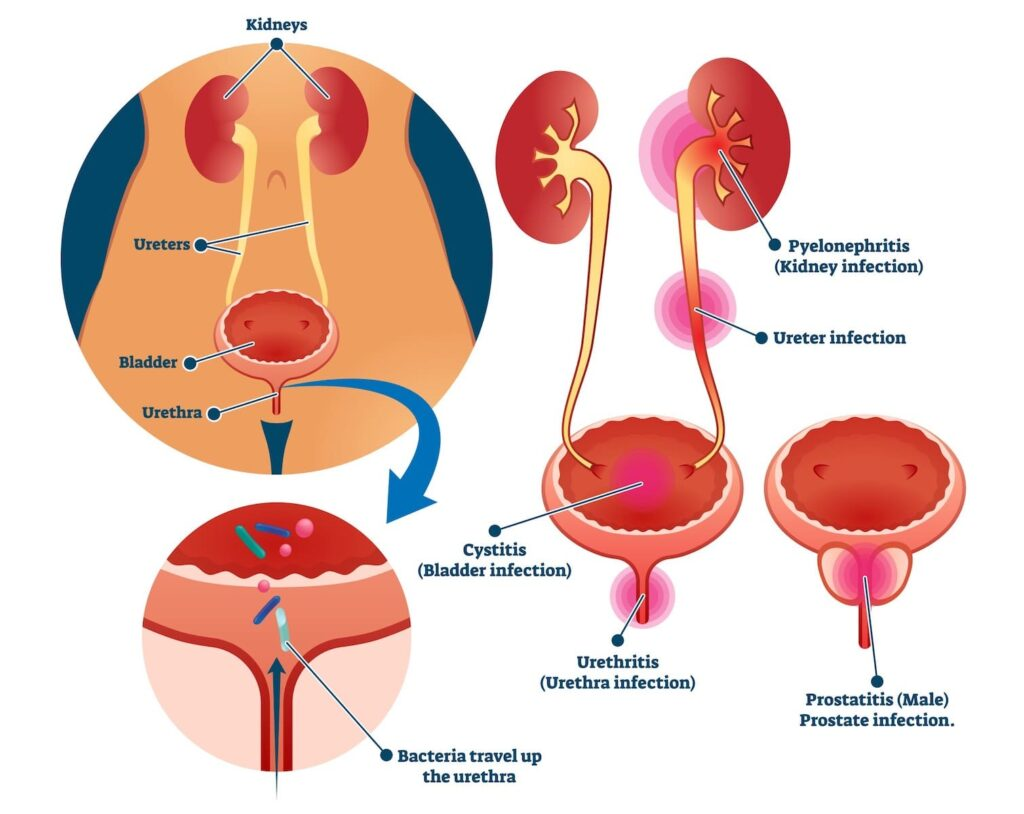 Kidneys
Ureters
Bladder
Urethra
Bacteria travel up
the urethra
Pyelonephritis
(Kidney infection)
Ureter infection
Cystitis
(Bladder infection)
Urethritis
(Urethra infection)
Prostatitis (Male)
Prostate infection.